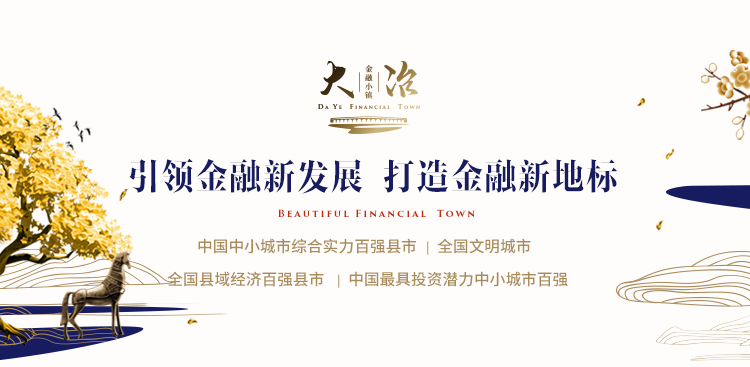 大冶
金融小镇
DA YE FINANCIAL TOWN
引领金融新发展 打造金融新地标
BEAUTIFUL FINANCIAL TOWN
中国中小城市综合实力百强县市 | 全国文明城市
全国县域经济百强县市 | 中国最具投资潜力中小城市百强